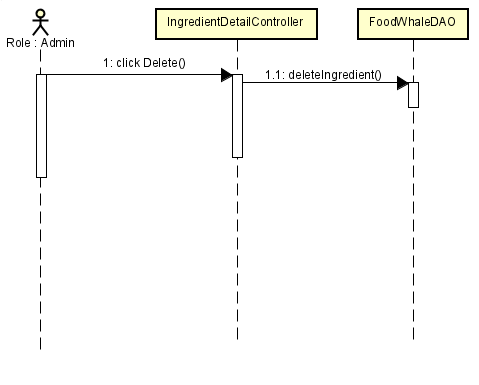 IngredientDetailController
FoodWhaleDAO
Role : Admin
1: click Delete()
1.1: deleteIngredient()